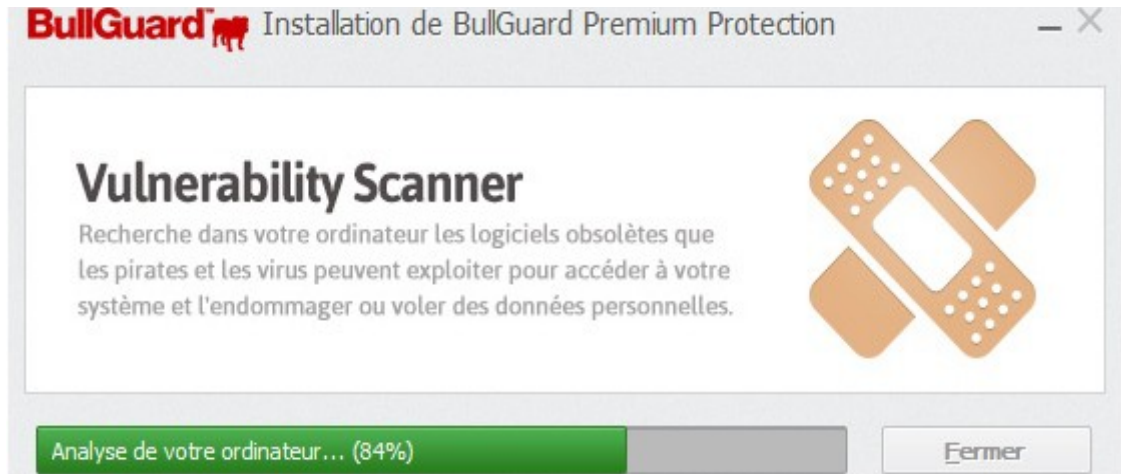 BullGuard™ Installation de BullGuard Premium Protection
Vulnerability Scanner
Recherche dans votre ordinateur les logiciels obsolètes que
les pirates et les virus peuvent exploiter pour accéder à votre
système et l'endommager ou voler des données personnelles.
Analyse de votre ordinateur... (84%) Fermer